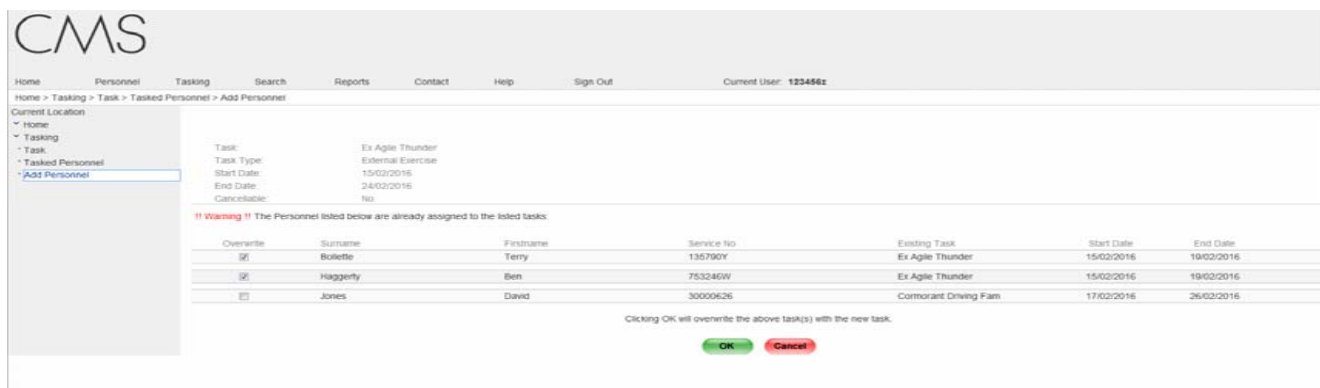 CMS
Home Personnel Tasking Search Reports Contact Help Sign Out Current User: 123456z
Home > Tasking > Task > Tasked Personnel > Add Personnel
Current Location
Home
Tasking
Task
Tasked Personnel
Add Personnel
Task: Ex Agile Thunder
Task Type: External Exercise
Start Date: 15/02/2016
End Date: 24/02/2016
Cancellable: No
!! Warning !! The Personnel listed below are already assigned to the listed tasks:
Overwrite Surname Firstname Service No Existing Task Start Date End Date
Bollette Terry 135790Y Ex Agile Thunder 15/02/2016 19/02/2016
Haggerty Ben 753246W Ex Agile Thunder 15/02/2016 19/02/2016
Jones David 30000626 Cormorant Driving Fam 17/02/2016 26/02/2016
Clicking OK will overwrite the above task(s) with the new task.
OK Cancel